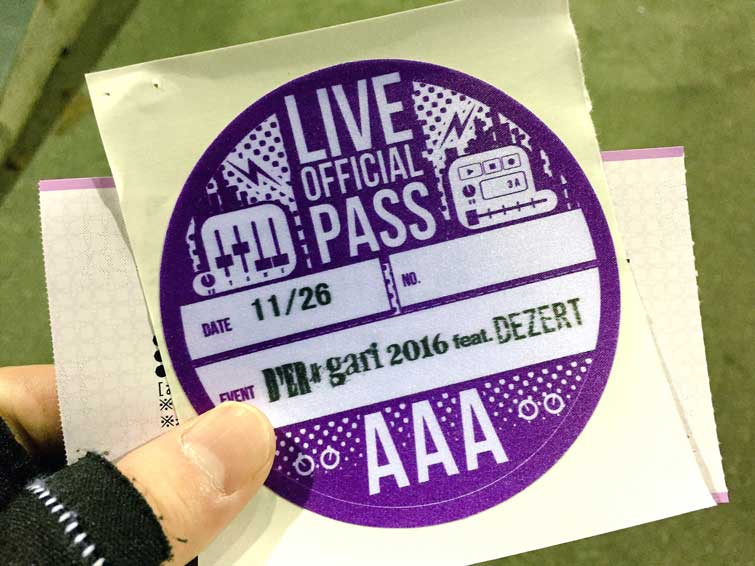 LIVE
OFFICIAL
PASS
3A
DATE 11/26
NO.
EVENT D'ER#gari 2016 feat. DEZERT
AAA
※
※